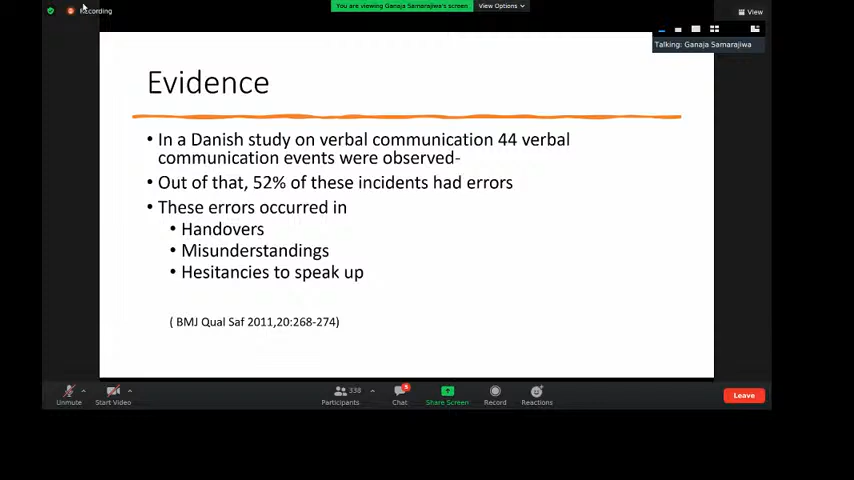 Recording
You are viewing Ganaja Samarajiwa's screen
View Options
View
Talking: Ganaja Samarajiwa
Evidence
• In a Danish study on verbal communication 44 verbal
communication events were observed-
• Out of that, 52% of these incidents had errors
• These errors occurred in
• Handovers
• Misunderstandings
• Hesitancies to speak up
( BMJ Qual Saf 2011,20:268-274)
Unmute
Start Video
338
Participants
Chat
Share Screen
Record
Reactions
Leave